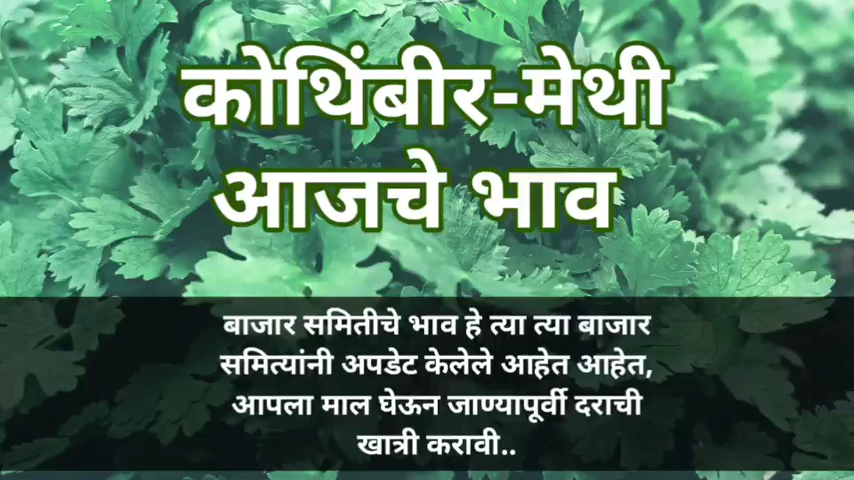 कोथिंबीर-मेथी
आजचे भाव
बाजार समितीचे भाव हे त्या त्या बाजार
समित्यांनी अपडेट केलेले आहेत आहेत,
आपला माल घेऊन जाण्यापूर्वी दराची
खात्री करावी..